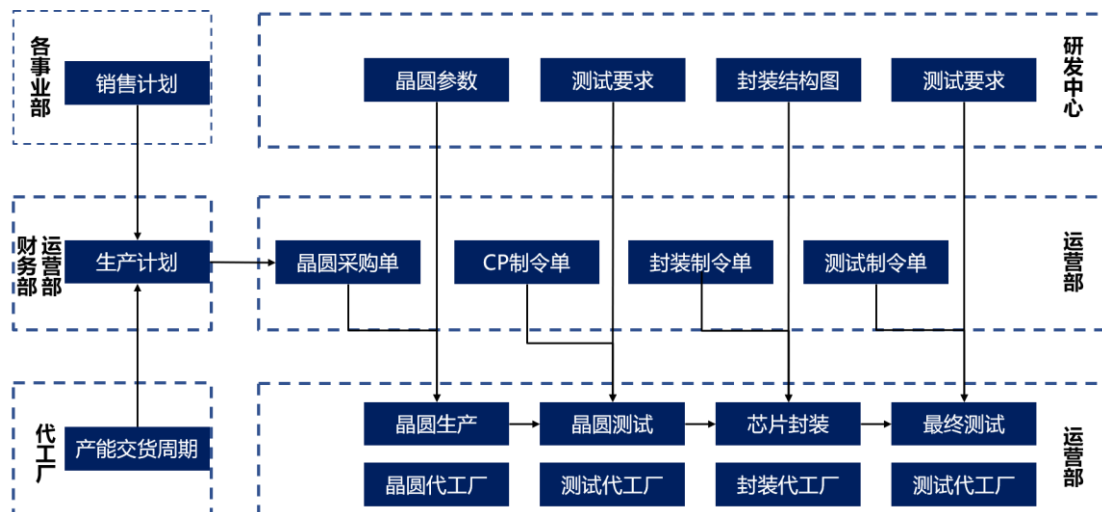 各事业部
销售计划
晶圆参数
测试要求
封装结构图
测试要求
研发中心
财务部
运营部
生产计划
晶圆采购单
CP制令单
封装制令单
测试制令单
运营部
代工厂
产能交货周期
晶圆生产
晶圆测试
芯片封装
最终测试
晶圆代工厂
测试代工厂
封装代工厂
测试代工厂
运营部